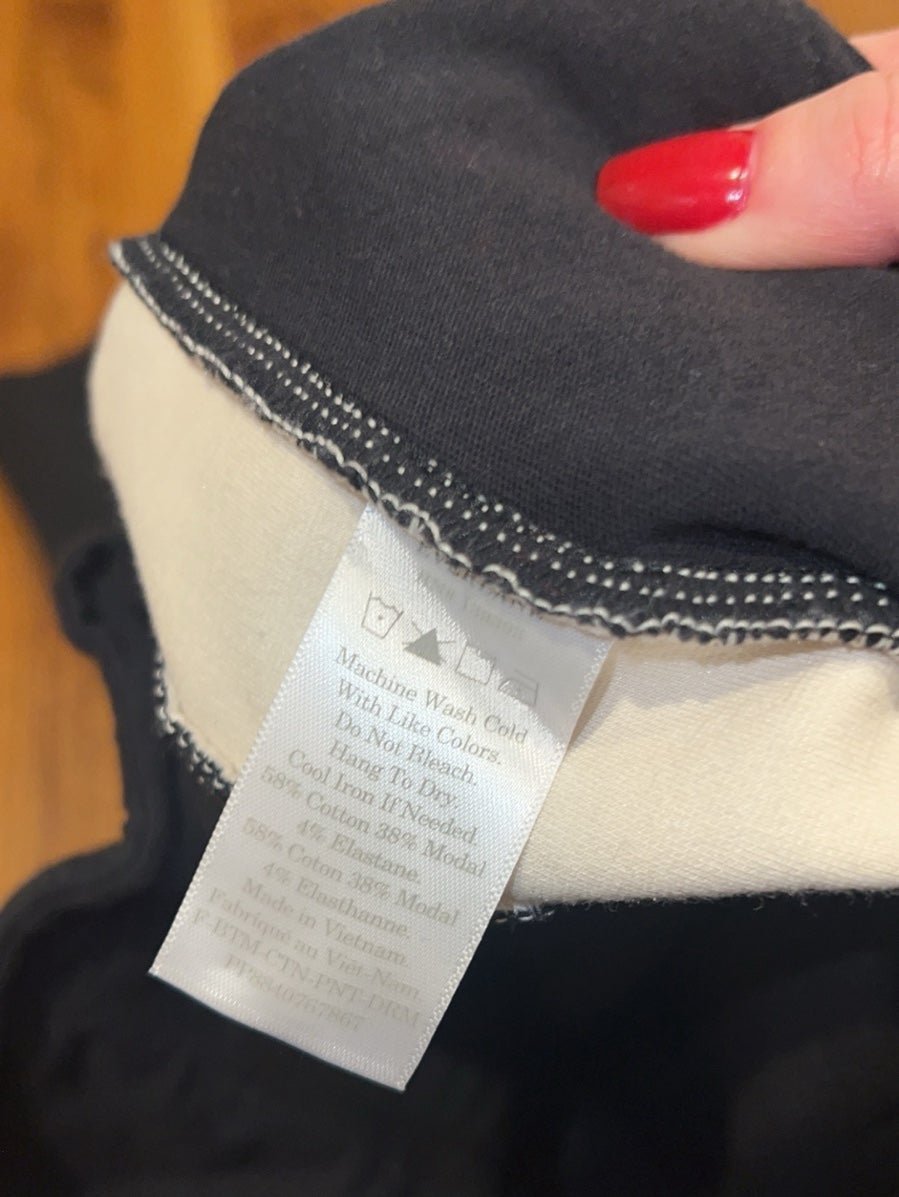 Machine Wash Cold
With Like Colors.
Do Not Bleach.
Hang To Dry.
Cool Iron If Needed.
58% Cotton 38% Modal
4% Elastane.
58% Coton 38% Modal
4% Elasthanne.
Made in Vietnam.
Fabriqué au Viêt-Nam.
F-BTM-CTN-PNT-DRM